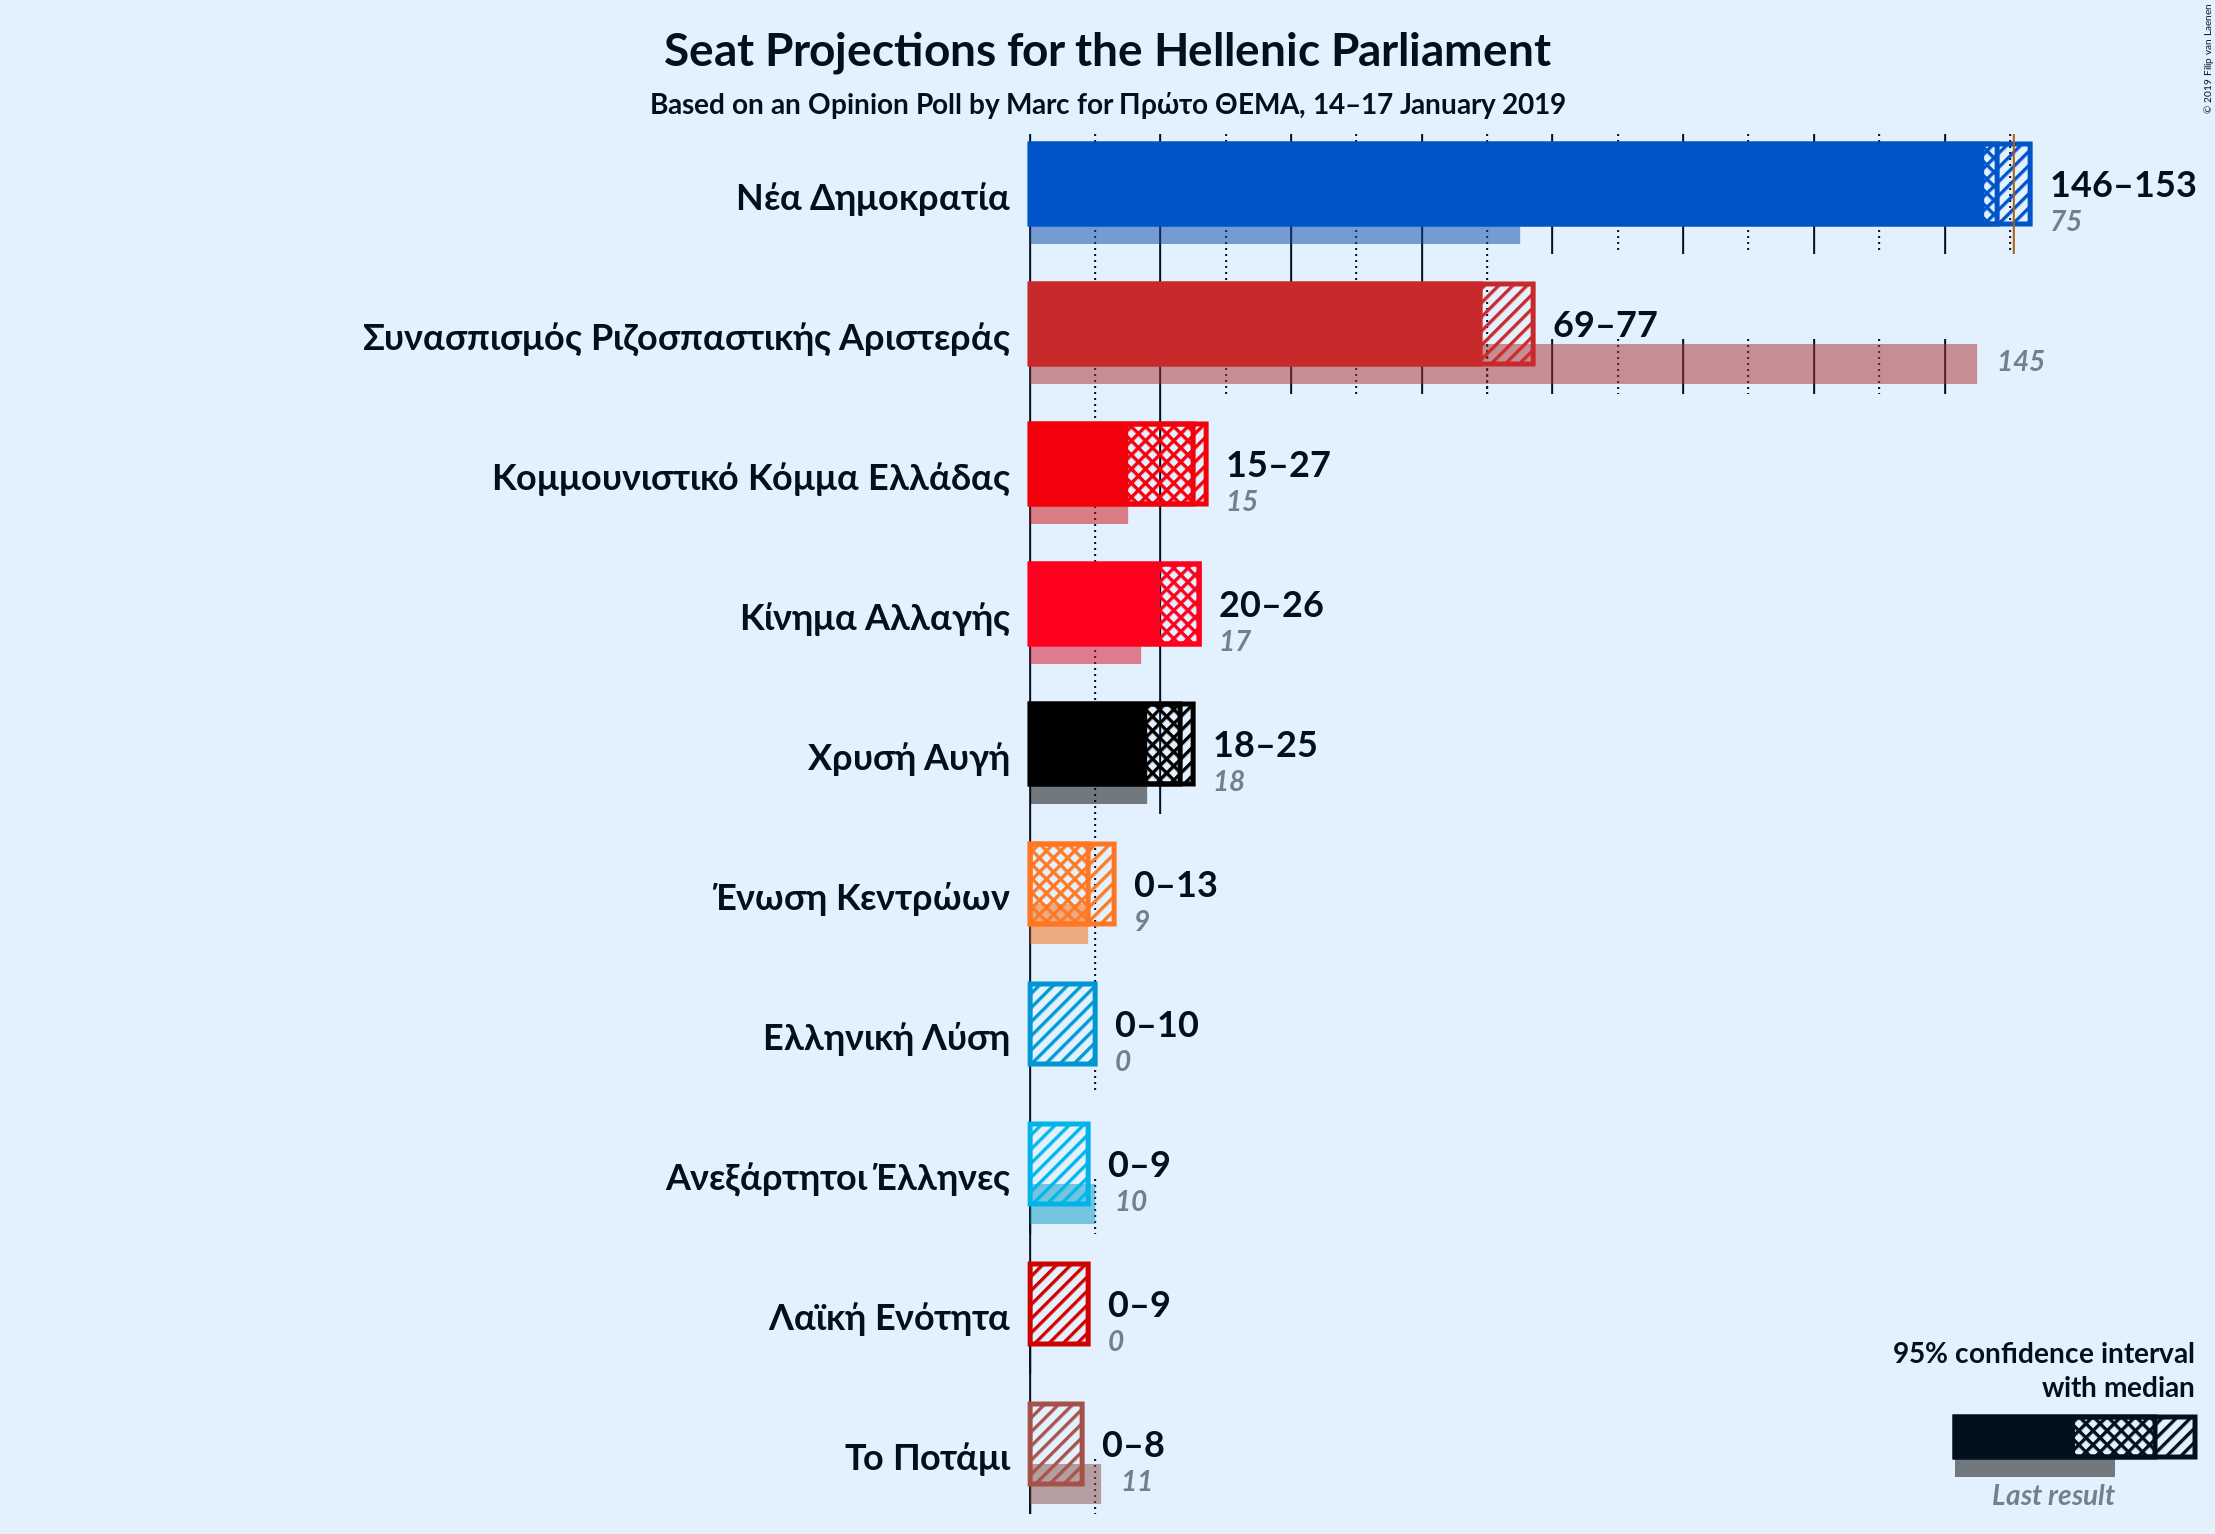 Seat Projections for the Hellenic Parliament
Based on an Opinion Poll by Marc for Πρώτο ΘΕΜΑ, 14–17 January 2019
© 2019 Filip van Laenen
Νέα Δημοκρατία
146–153
75
Συνασπισμός Ριζοσπαστικής Αριστεράς
69–77
145
Κομμουνιστικό Κόμμα Ελλάδας
15–27
15
Κίνημα Αλλαγής
20–26
17
Χρυσή Αυγή
18–25
18
Ένωση Κεντρώων
0–13
9
Ελληνική Λύση
0–10
0
Ανεξάρτητοι Έλληνες
0–9
10
Λαϊκή Ενότητα
0–9
0
Το Ποτάμι
0–8
11
95% confidence interval
with median
Last result